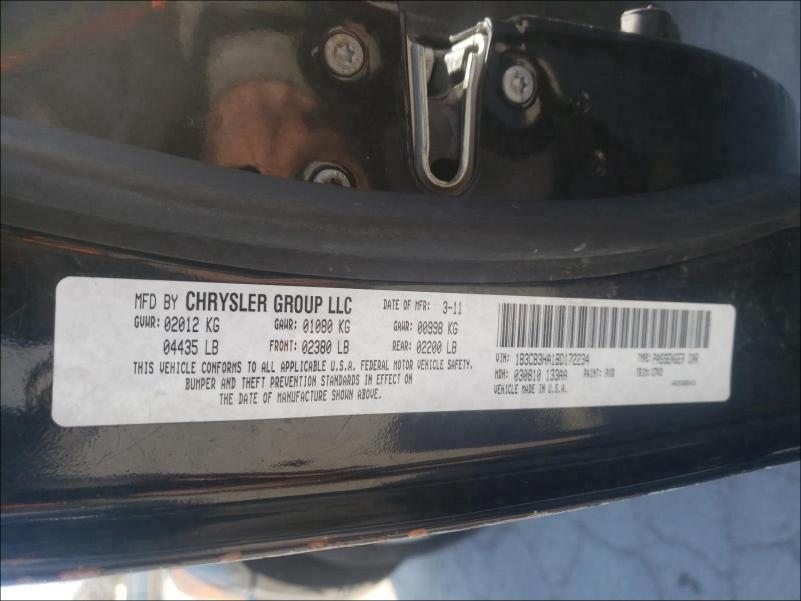 MFD BY CHRYSLER GROUP LLC DATE OF MFR: 3-11
GVWR: 02012 KG GAWR: 01080 KG GAWR: 00998 KG
04435 LB FRONT: 02380 LB REAR: 02200 LB
THIS VEHICLE CONFORMS TO ALL APPLICABLE U.S.A. FEDERAL MOTOR VEHICLE SAFETY,
BUMPER AND THEFT PREVENTION STANDARDS IN EFFECT ON
THE DATE OF MANUFACTURE SHOWN ABOVE.
VIN: 1B3CB3HA1BD172234 TYPE: PASSENGER CAR
MDH: 030810 133AA PAINT: TRIM:
VEHICLE MADE IN U.S.A.